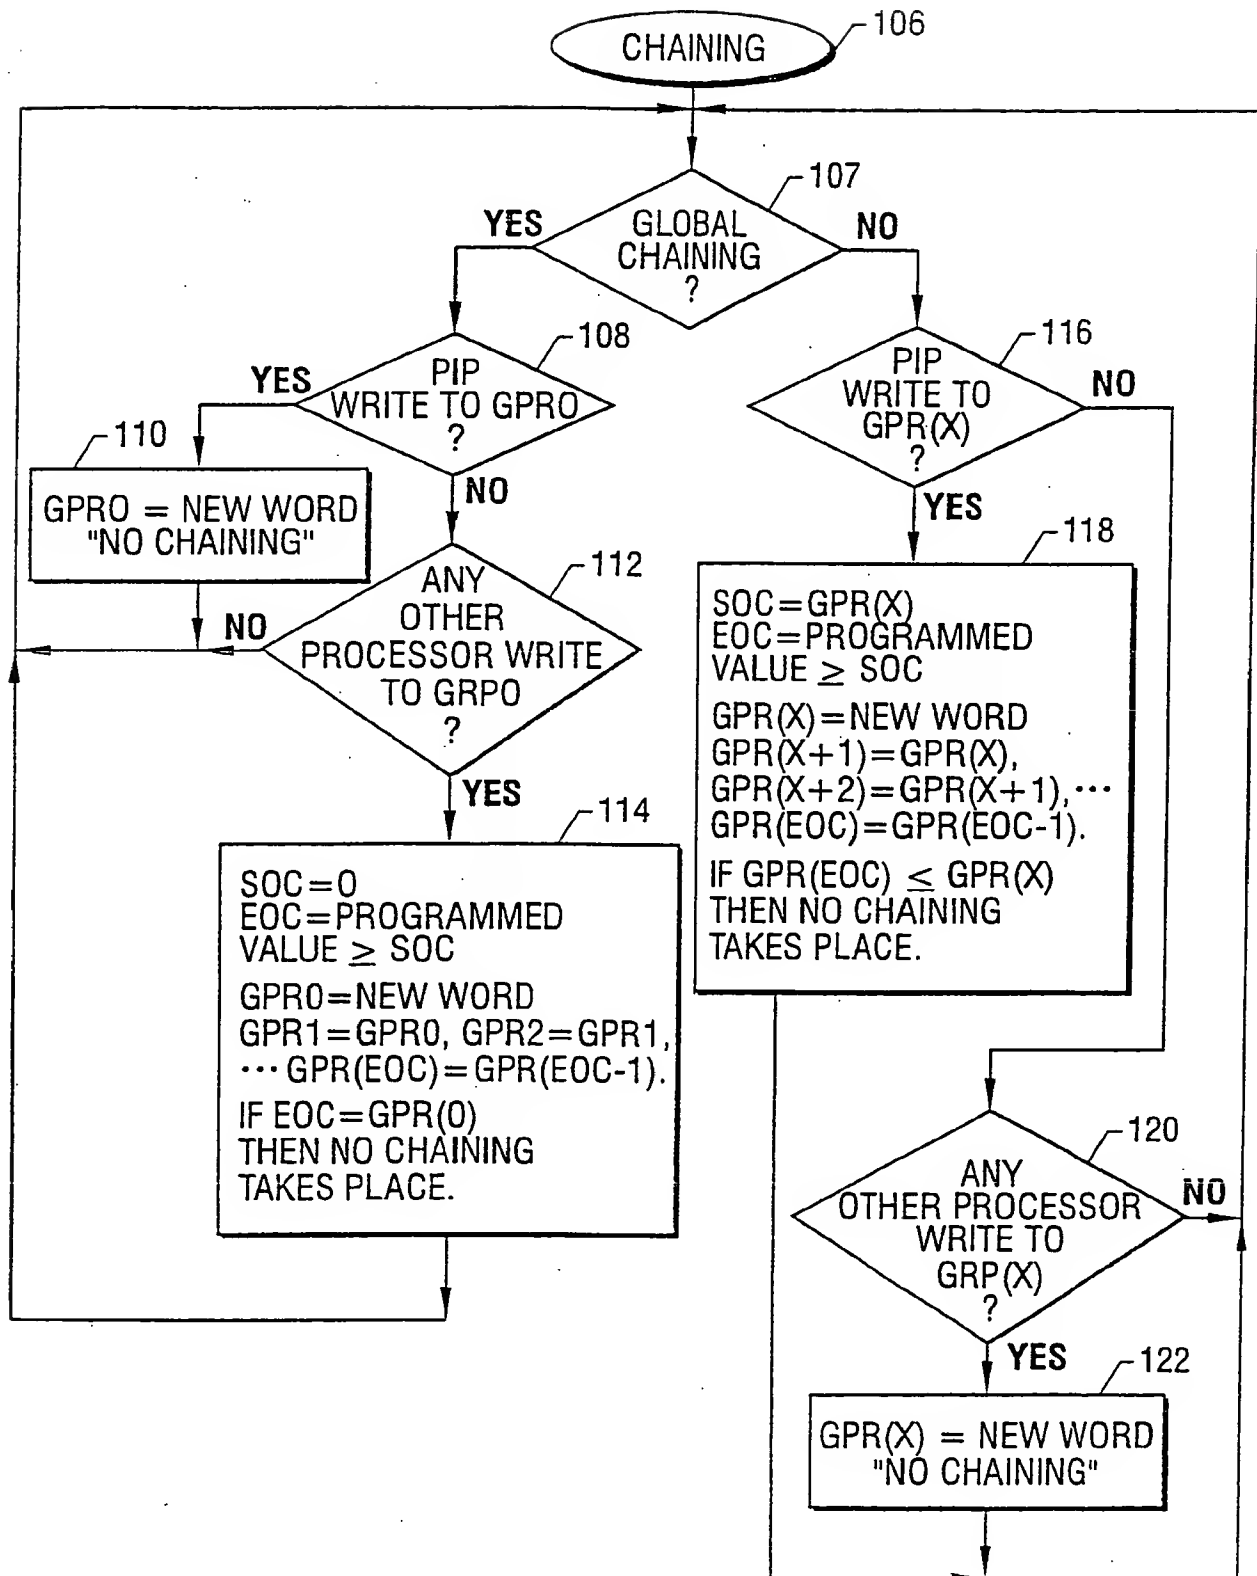 CHAINING
106
107
GLOBAL
CHAINING
?
YES
NO
108
PIP
WRITE TO GPR0
?
YES
NO
110
GPR0 = NEW WORD
"NO CHAINING"
112
ANY
OTHER
PROCESSOR WRITE
TO GRP0
?
NO
YES
114
SOC=0
EOC=PROGRAMMED
VALUE ≥ SOC
GPR0=NEW WORD
GPR1=GPR0, GPR2=GPR1,
··· GPR(EOC)=GPR(EOC-1).
IF EOC=GPR(0)
THEN NO CHAINING
TAKES PLACE.
116
PIP
WRITE TO
GPR(X)
?
NO
YES
118
SOC=GPR(X)
EOC=PROGRAMMED
VALUE ≥ SOC
GPR(X)=NEW WORD
GPR(X+1)=GPR(X),
GPR(X+2)=GPR(X+1), ···
GPR(EOC)=GPR(EOC-1).
IF GPR(EOC) ≤ GPR(X)
THEN NO CHAINING
TAKES PLACE.
120
ANY
OTHER PROCESSOR
WRITE TO
GRP(X)
?
NO
YES
122
GPR(X) = NEW WORD
"NO CHAINING"